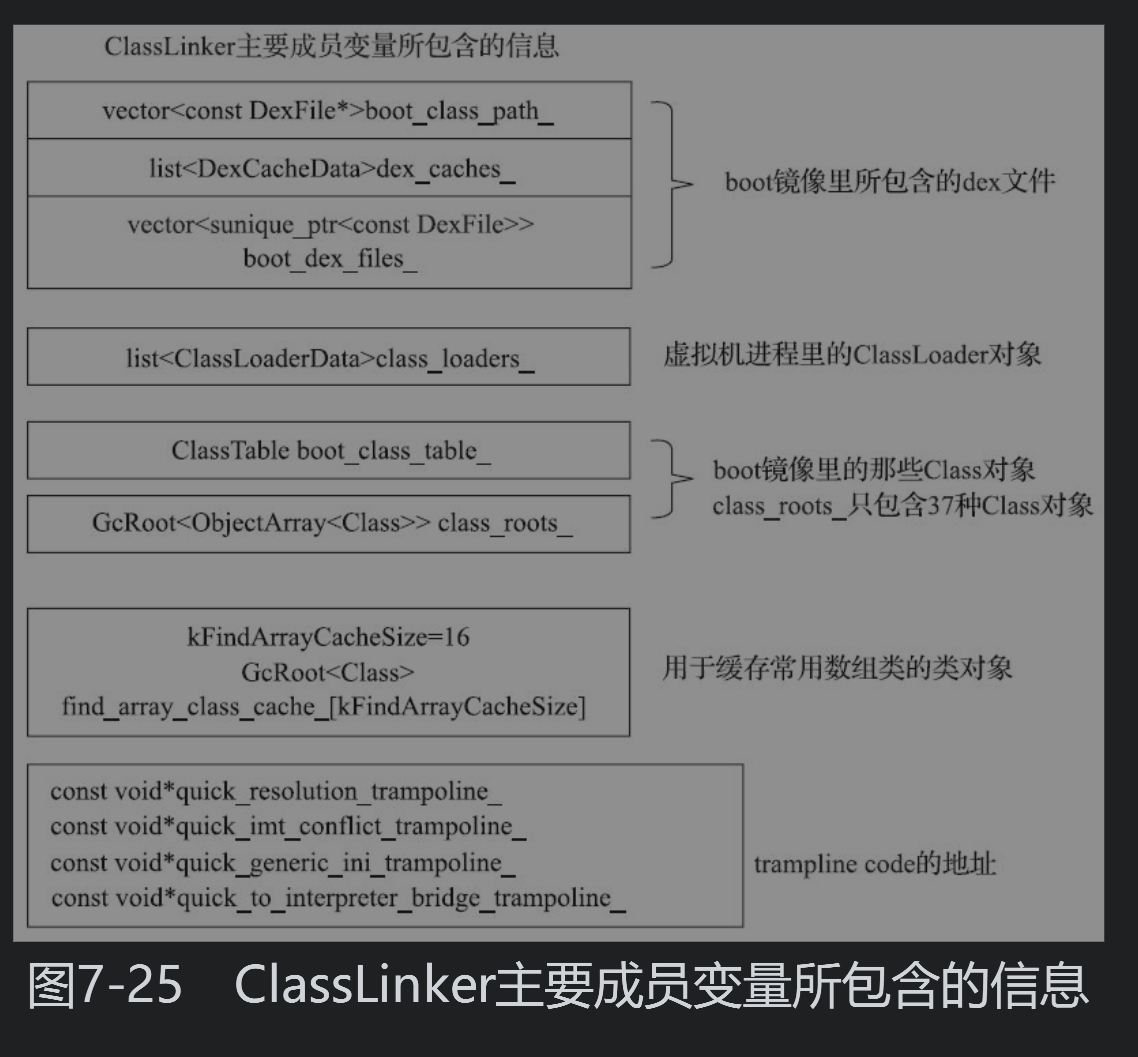 ClassLinker主要成员变量所包含的信息
vector<const DexFile*>boot_class_path_
list<DexCacheData>dex_caches_
vector<sunique_ptr<const DexFile>>
boot_dex_files_
boot镜像里所包含的dex文件
list<ClassLoaderData>class_loaders_
虚拟机进程里的ClassLoader对象
ClassTable boot_class_table_
GcRoot<ObjectArray<Class>> class_roots_
boot镜像里的那些Class对象
class_roots_只包含37种Class对象
kFindArrayCacheSize=16
GcRoot<Class>
find_array_class_cache_[kFindArrayCacheSize]
用于缓存常用数组类的类对象
const void*quick_resolution_trampoline_
const void*quick_imt_conflict_trampoline_
const void*quick_generic_ini_trampoline_
const void*quick_to_interpreter_bridge_trampoline_
trampline code的地址
图7-25 ClassLinker主要成员变量所包含的信息